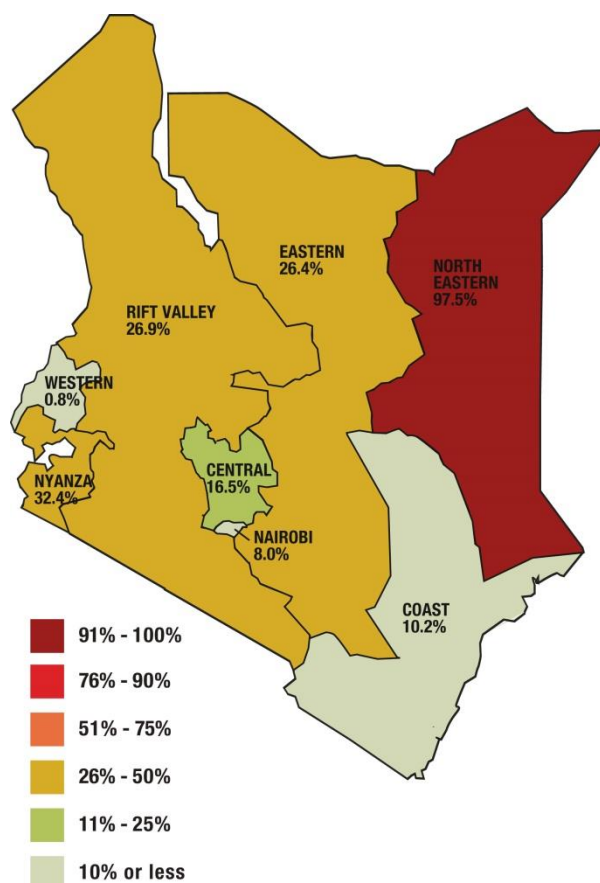 EASTERN
26.4%
NORTH
EASTERN
97.5%
RIFT VALLEY
26.9%
WESTERN
0.8%
CENTRAL
16.5%
NYANZA
32.4%
NAIROBI
8.0%
COAST
10.2%
91% - 100%
76% - 90%
51% - 75%
26% - 50%
11% - 25%
10% or less